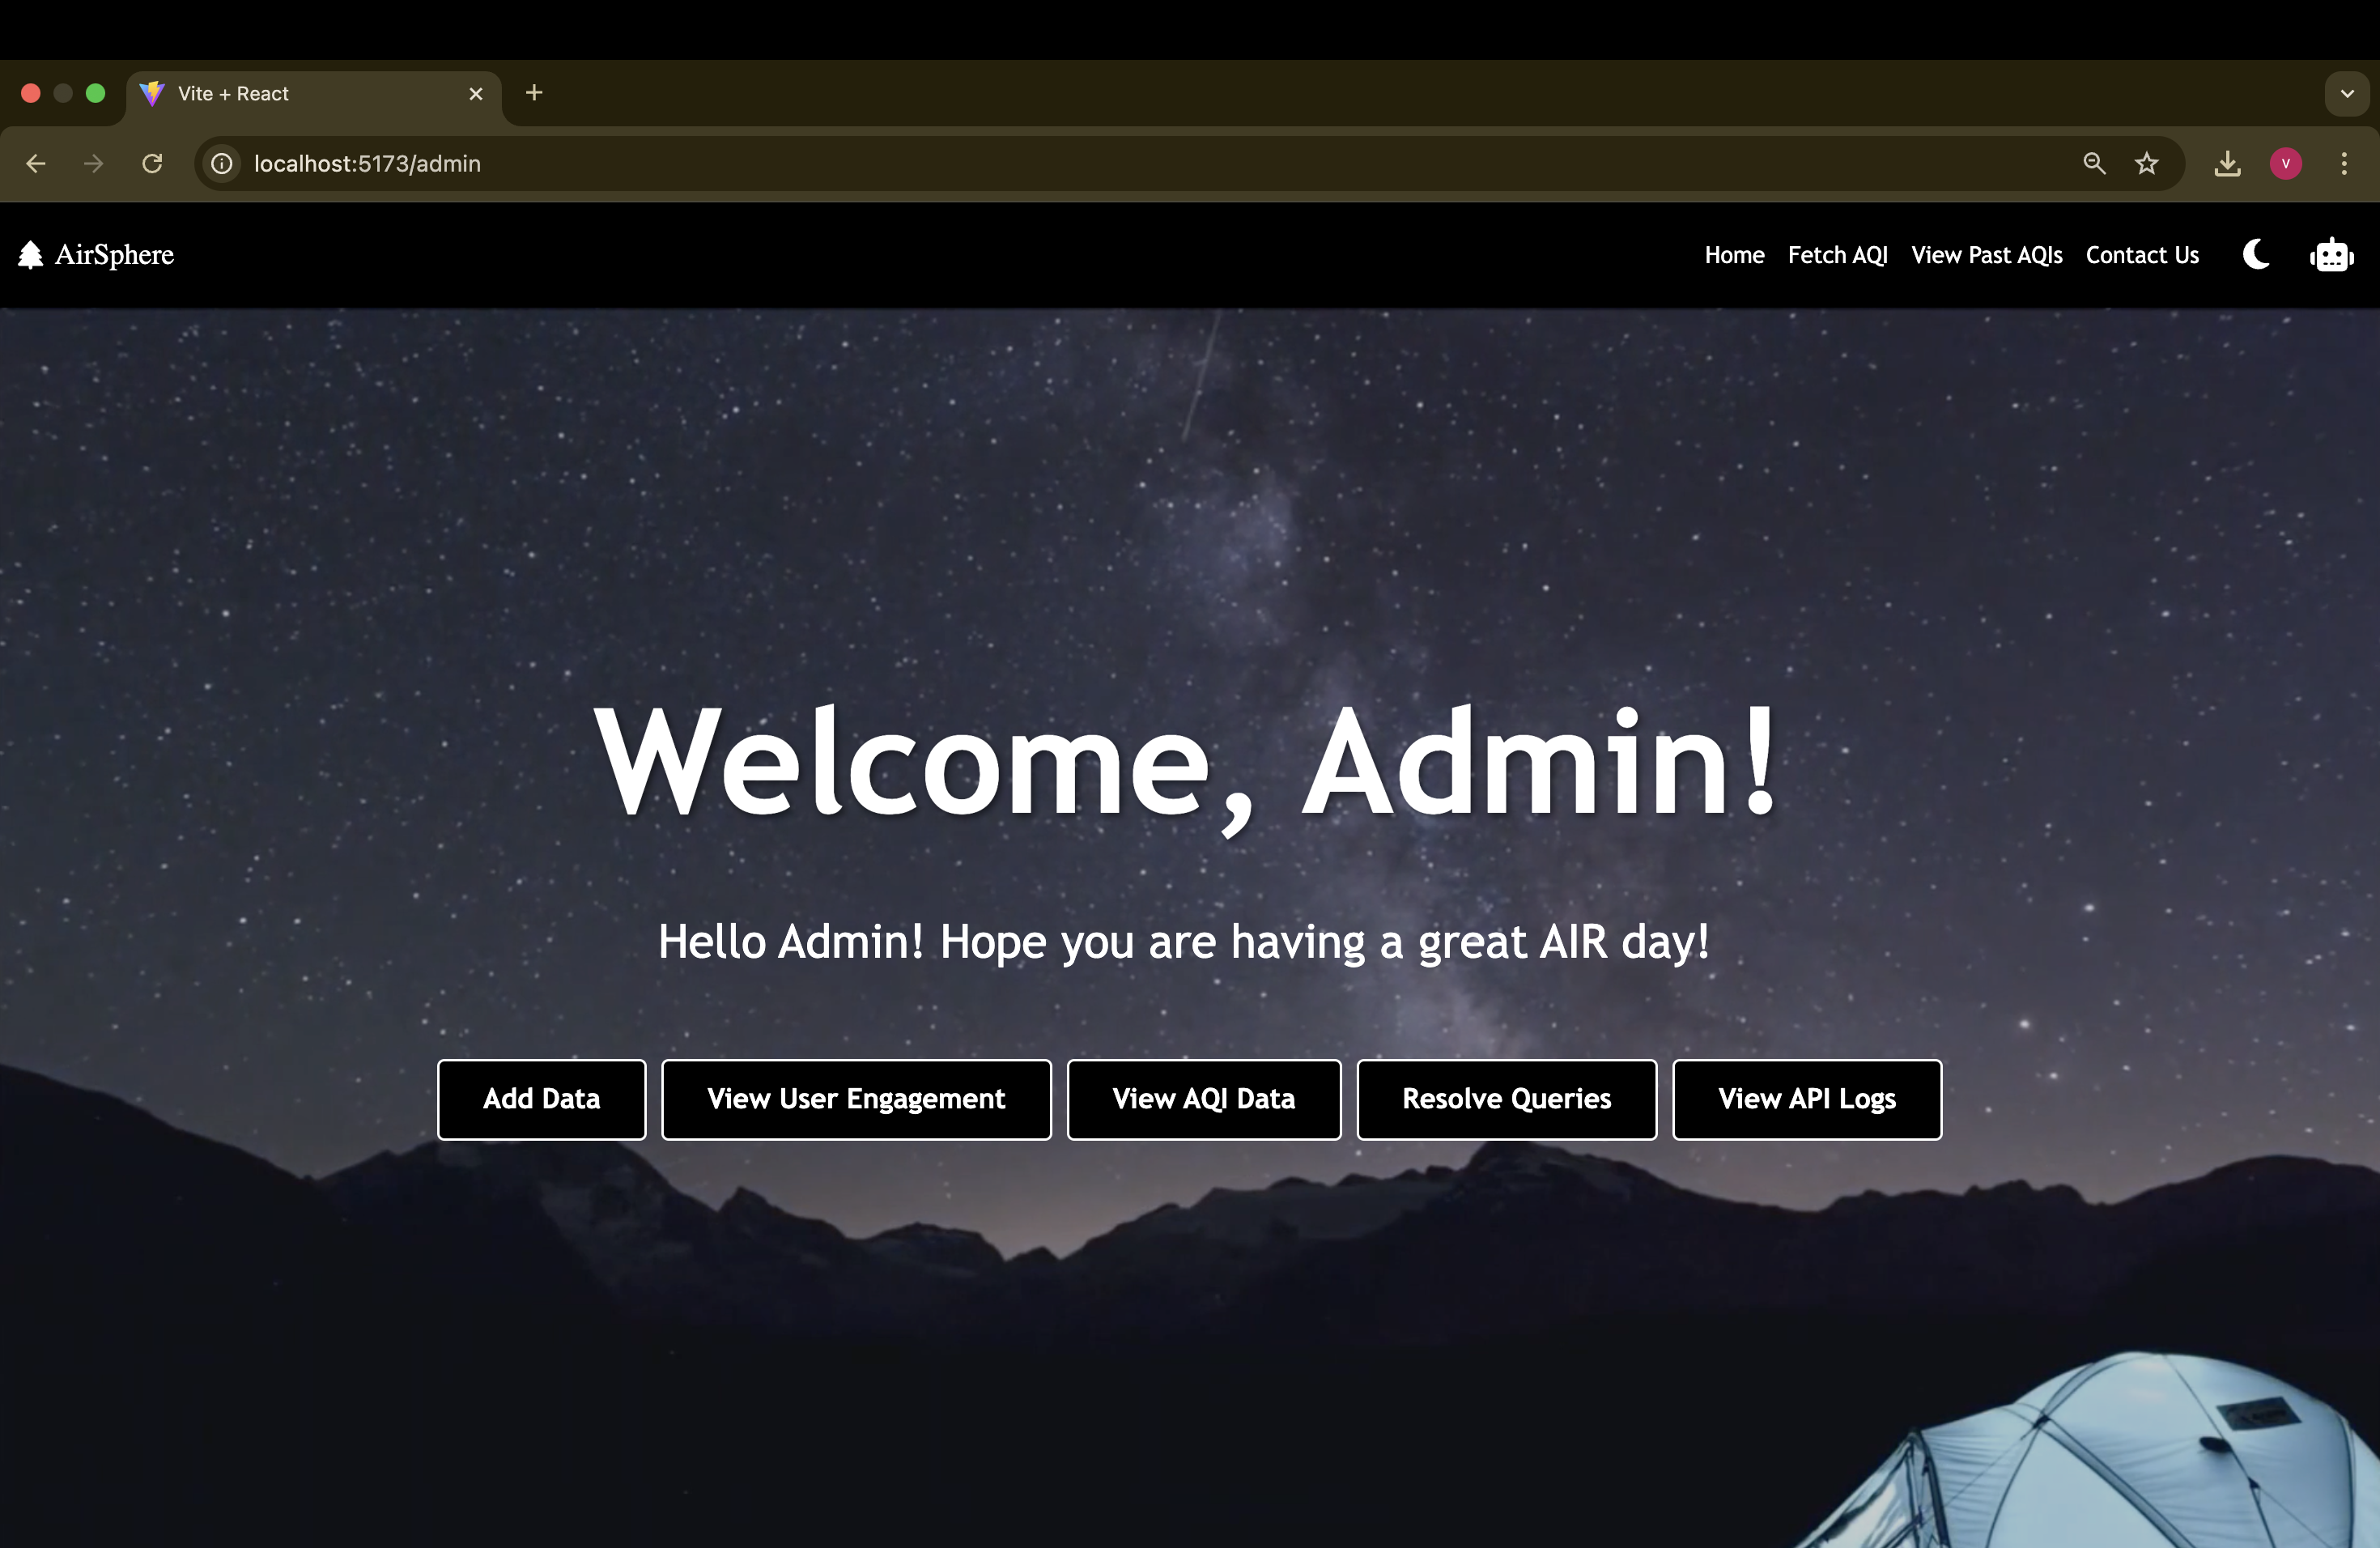 Vite + React
localhost:5173/admin
V
AirSphere
Home Fetch AQI View Past AQIs Contact Us
Welcome, Admin!
Hello Admin! Hope you are having a great AIR day!
Add Data View User Engagement View AQI Data Resolve Queries View API Logs